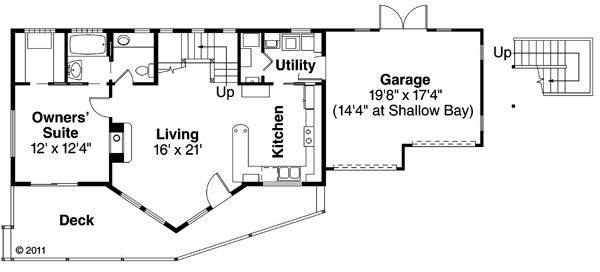 Up
Utility
Garage
19'8" x 17'4"
(14'4" at Shallow Bay)
Up
Owners'
Suite
12' x 12'4"
Living
16' x 21'
Kitchen
Deck
© 2011